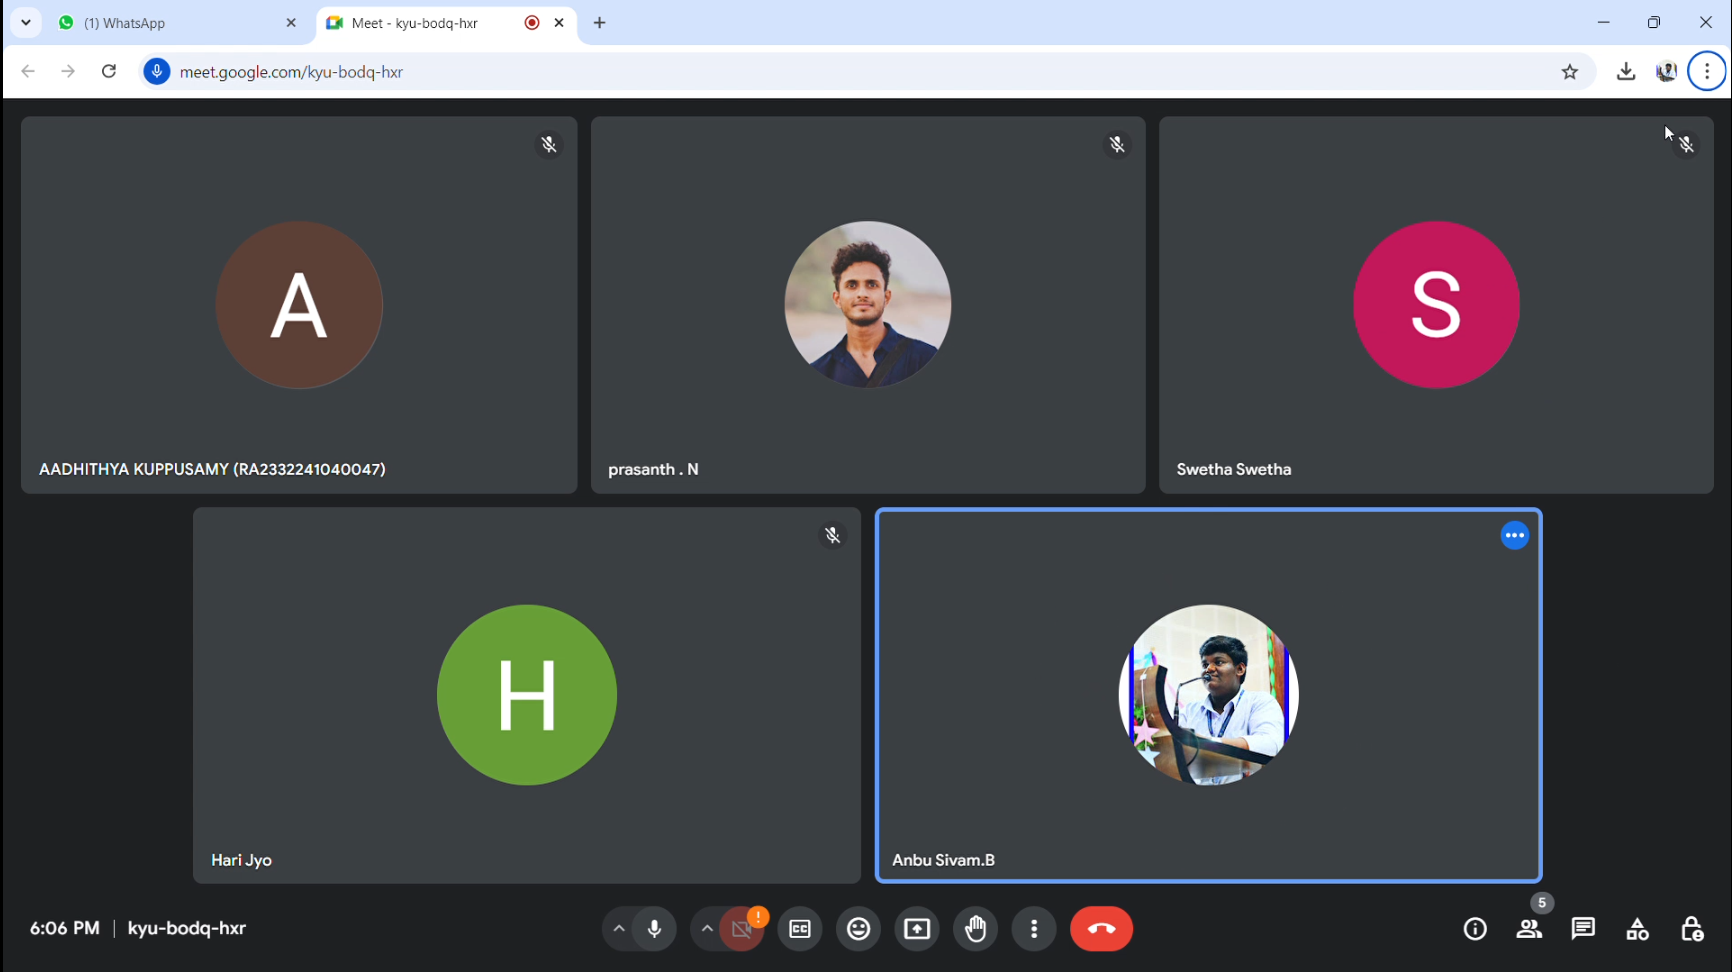 (1) WhatsApp
Meet - kyu-bodq-hxr
meet.google.com/kyu-bodq-hxr
A
AADHITHYA KUPPUSAMY (RA2332241040047)
prasanth . N
S
Swetha Swetha
H
Hari Jyo
Anbu Sivam.B
6:06 PM | kyu-bodq-hxr
!
CC
5